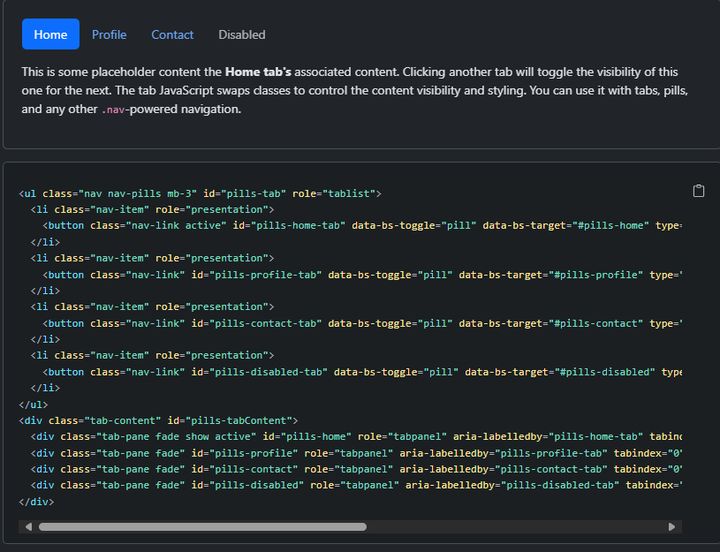 Home Profile Contact Disabled
This is some placeholder content the Home tab's associated content. Clicking another tab will toggle the visibility of this
one for the next. The tab JavaScript swaps classes to control the content visibility and styling. You can use it with tabs, pills,
and any other .nav-powered navigation.
<ul class="nav nav-pills mb-3" id="pills-tab" role="tablist">
  <li class="nav-item" role="presentation">
    <button class="nav-link active" id="pills-home-tab" data-bs-toggle="pill" data-bs-target="#pills-home" type=
  </li>
  <li class="nav-item" role="presentation">
    <button class="nav-link" id="pills-profile-tab" data-bs-toggle="pill" data-bs-target="#pills-profile" type="
  </li>
  <li class="nav-item" role="presentation">
    <button class="nav-link" id="pills-contact-tab" data-bs-toggle="pill" data-bs-target="#pills-contact" type="
  </li>
  <li class="nav-item" role="presentation">
    <button class="nav-link" id="pills-disabled-tab" data-bs-toggle="pill" data-bs-target="#pills-disabled" type
  </li>
</ul>
<div class="tab-content" id="pills-tabContent">
  <div class="tab-pane fade show active" id="pills-home" role="tabpanel" aria-labelledby="pills-home-tab" tabind
  <div class="tab-pane fade" id="pills-profile" role="tabpanel" aria-labelledby="pills-profile-tab" tabindex="0"
  <div class="tab-pane fade" id="pills-contact" role="tabpanel" aria-labelledby="pills-contact-tab" tabindex="0"
  <div class="tab-pane fade" id="pills-disabled" role="tabpanel" aria-labelledby="pills-disabled-tab" tabindex="
</div>